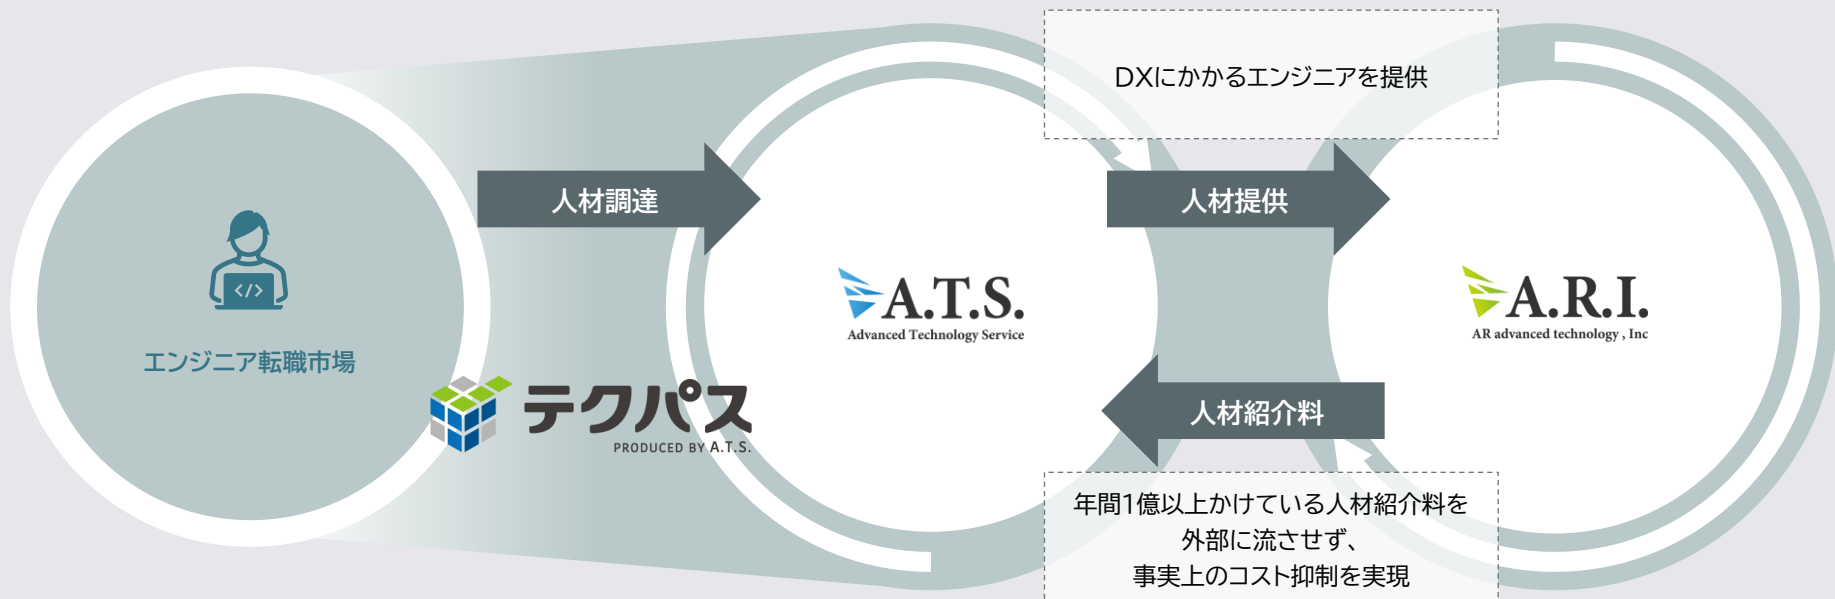 DXにかかるエンジニアを提供
人材調達
人材提供
</>
A.T.S.
Advanced Technology Service
A.R.I.
AR advanced technology , Inc
エンジニア転職市場
テクパス
PRODUCED BY A.T.S.
人材紹介料
年間1億以上かけている人材紹介料を
外部に流させず、
事実上のコスト抑制を実現